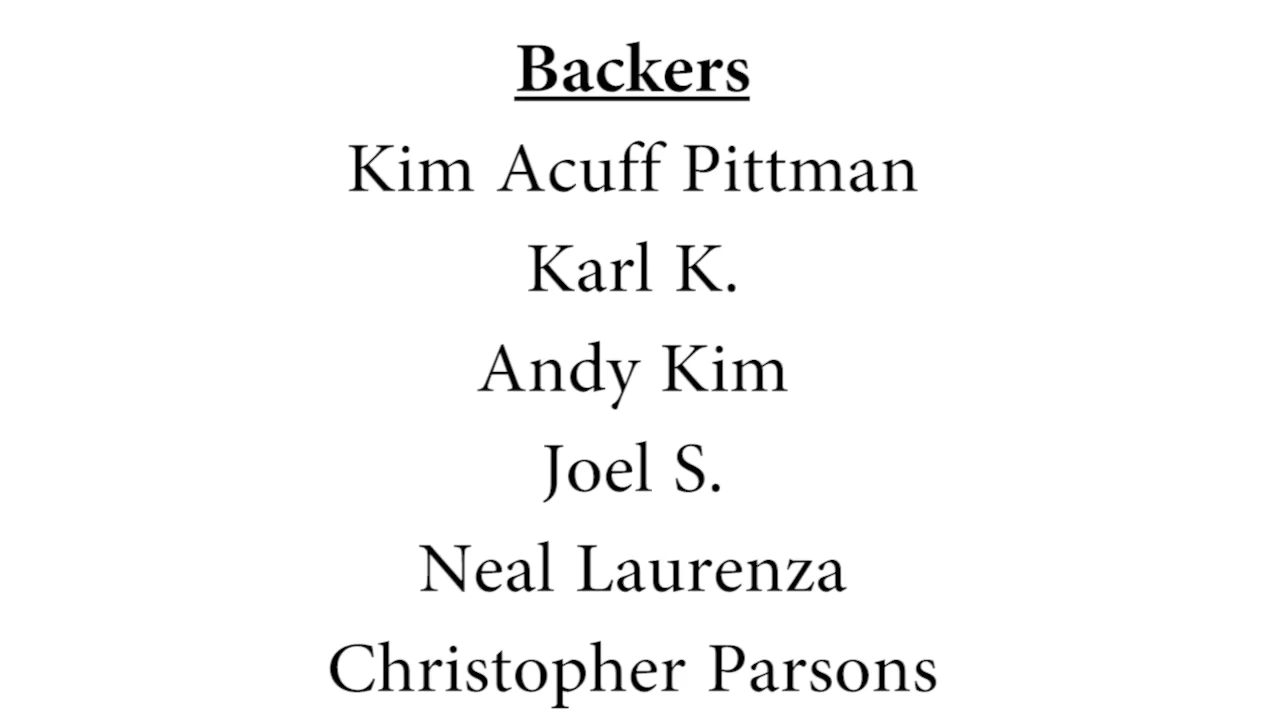 Backers
Kim Acuff Pittman
Karl K.
Andy Kim
Joel S.
Neal Laurenza
Christopher Parsons